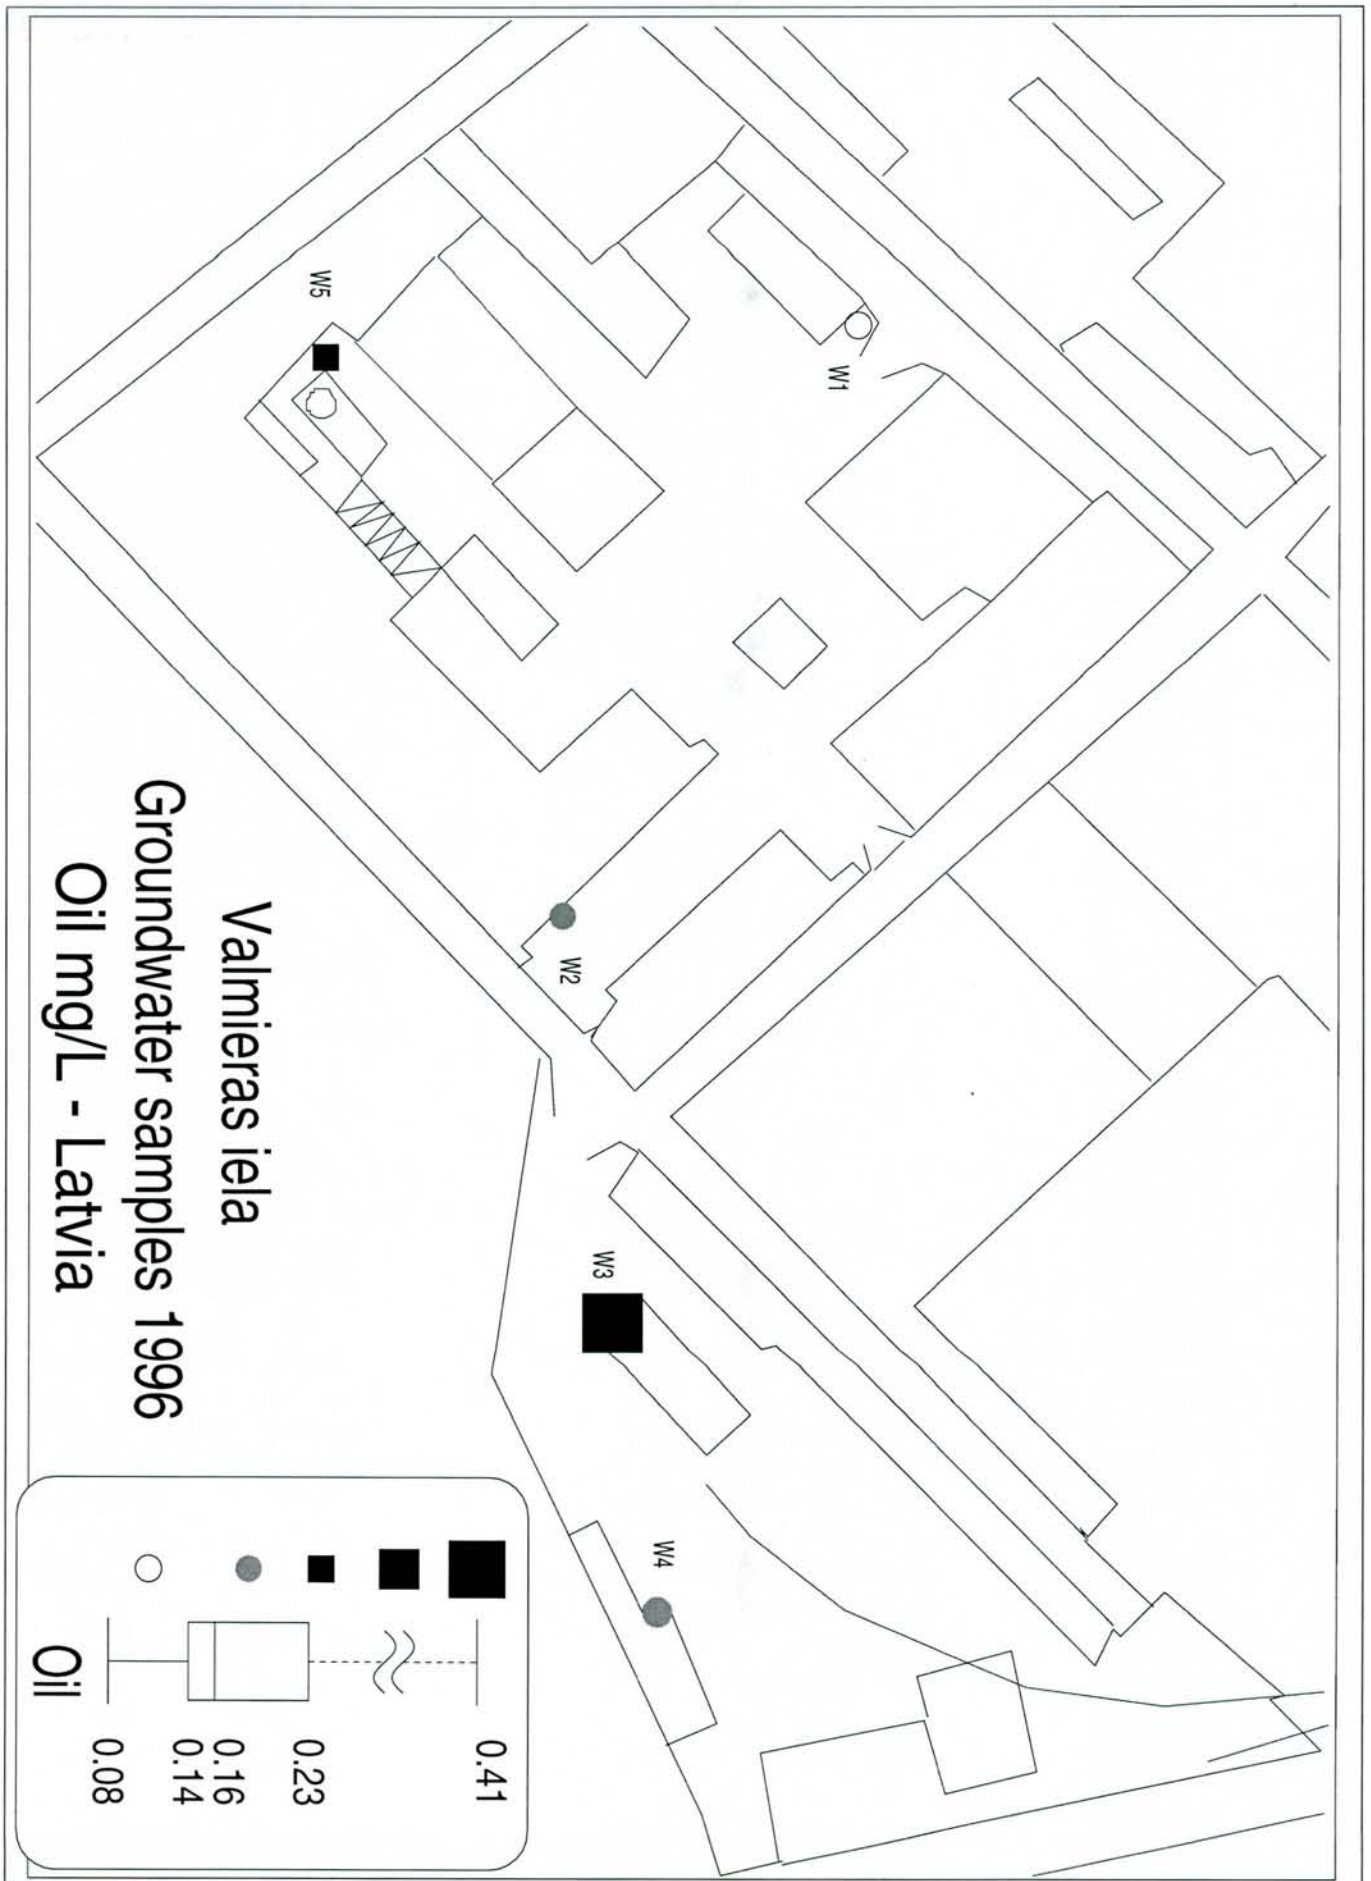 W1
W5
W2
W3
W4
Valmieras iela
Groundwater samples 1996
Oil mg/L - Latvia
0.41
0.23
0.16
0.14
0.08
Oil